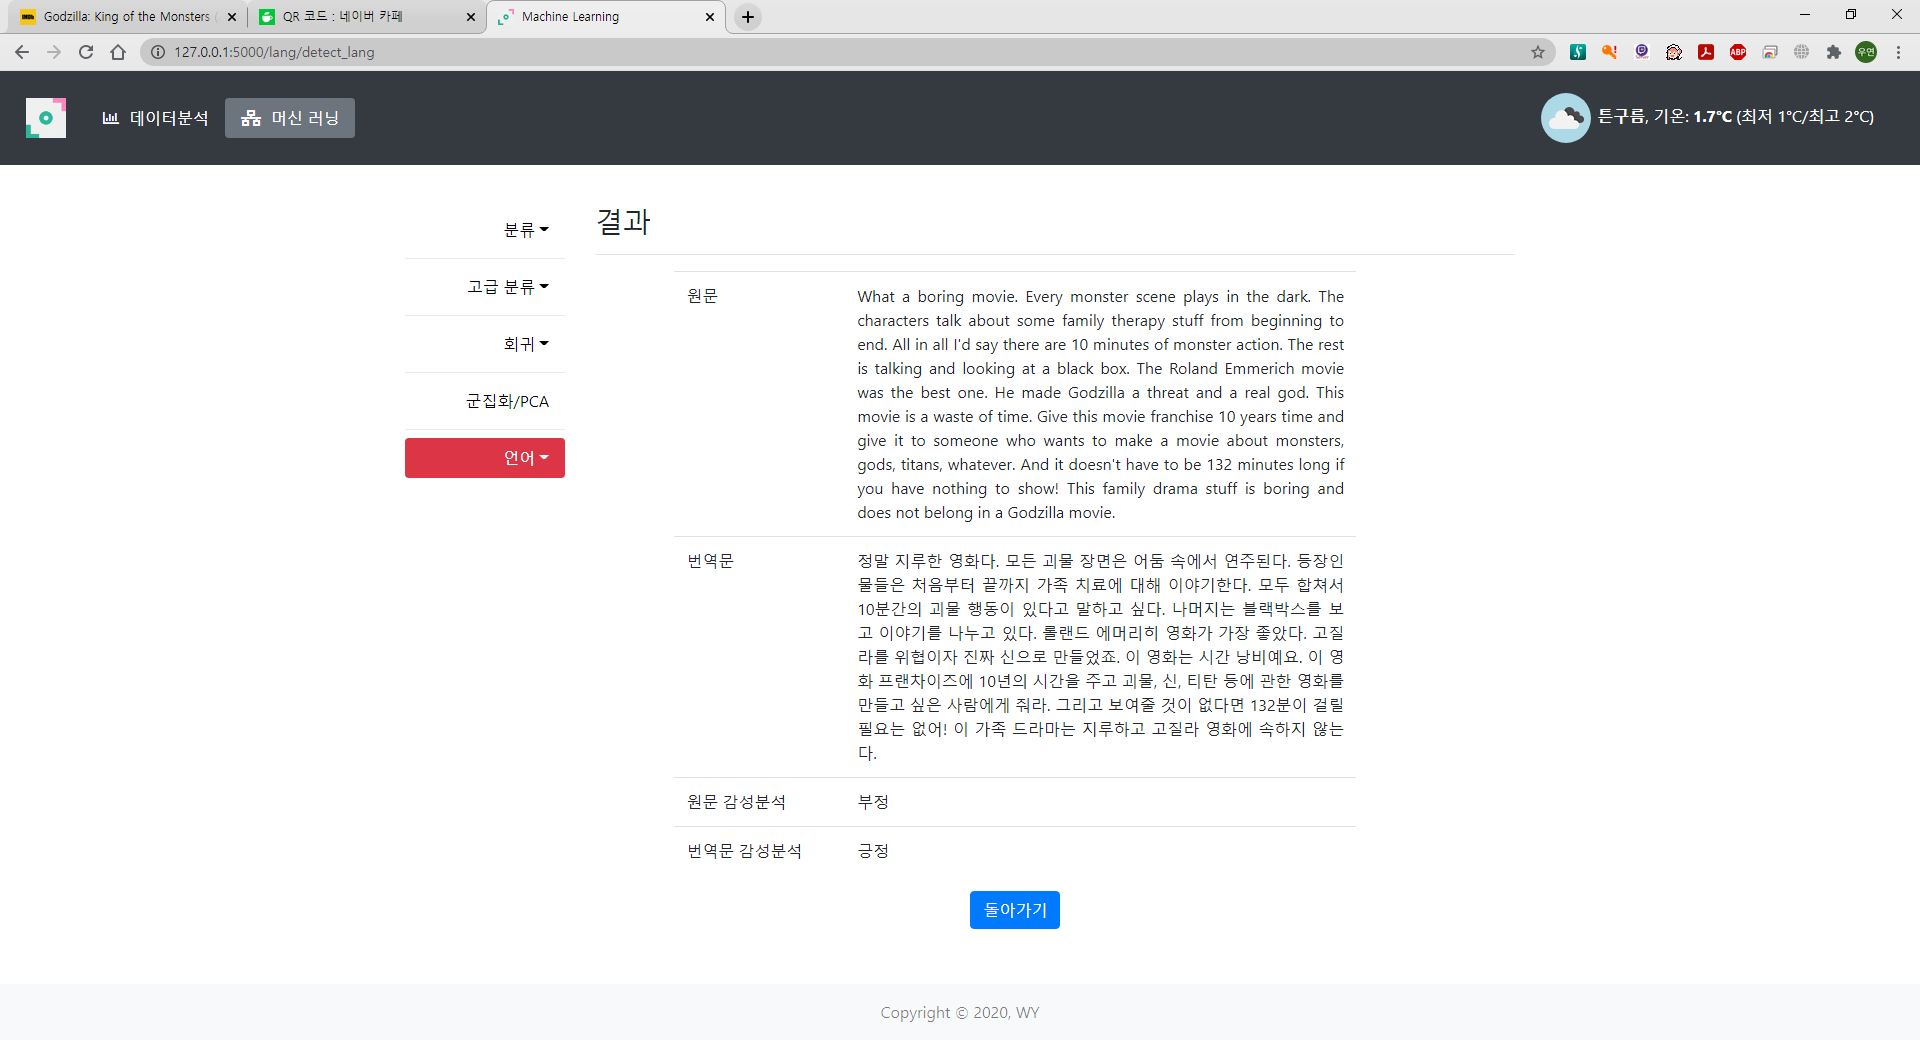 Godzilla: King of the Monsters (
QR 코드 : 네이버 카페
Machine Learning
127.0.0.1:5000/lang/detect_lang
ABP
우연
데이터분석
머신 러닝
튼구름, 기온: 1.7°C (최저 1°C/최고 2°C)
분류
고급 분류
회귀
군집화/PCA
언어
결과
원문
What a boring movie. Every monster scene plays in the dark. The
characters talk about some family therapy stuff from beginning to
end. All in all I'd say there are 10 minutes of monster action. The rest
is talking and looking at a black box. The Roland Emmerich movie
was the best one. He made Godzilla a threat and a real god. This
movie is a waste of time. Give this movie franchise 10 years time and
give it to someone who wants to make a movie about monsters,
gods, titans, whatever. And it doesn't have to be 132 minutes long if
you have nothing to show! This family drama stuff is boring and
does not belong in a Godzilla movie.
번역문
정말 지루한 영화다. 모든 괴물 장면은 어둠 속에서 연주된다. 등장인
물들은 처음부터 끝까지 가족 치료에 대해 이야기한다. 모두 합쳐서
10분간의 괴물 행동이 있다고 말하고 싶다. 나머지는 블랙박스를 보
고 이야기를 나누고 있다. 롤랜드 에머리히 영화가 가장 좋았다. 고질
라를 위협이자 진짜 신으로 만들었죠. 이 영화는 시간 낭비예요. 이 영
화 프랜차이즈에 10년의 시간을 주고 괴물, 신, 티탄 등에 관한 영화를
만들고 싶은 사람에게 줘라. 그리고 보여줄 것이 없다면 132분이 걸릴
필요는 없어! 이 가족 드라마는 지루하고 고질라 영화에 속하지 않는
다.
원문 감성분석
부정
번역문 감성분석
긍정
돌아가기
Copyright © 2020, WY